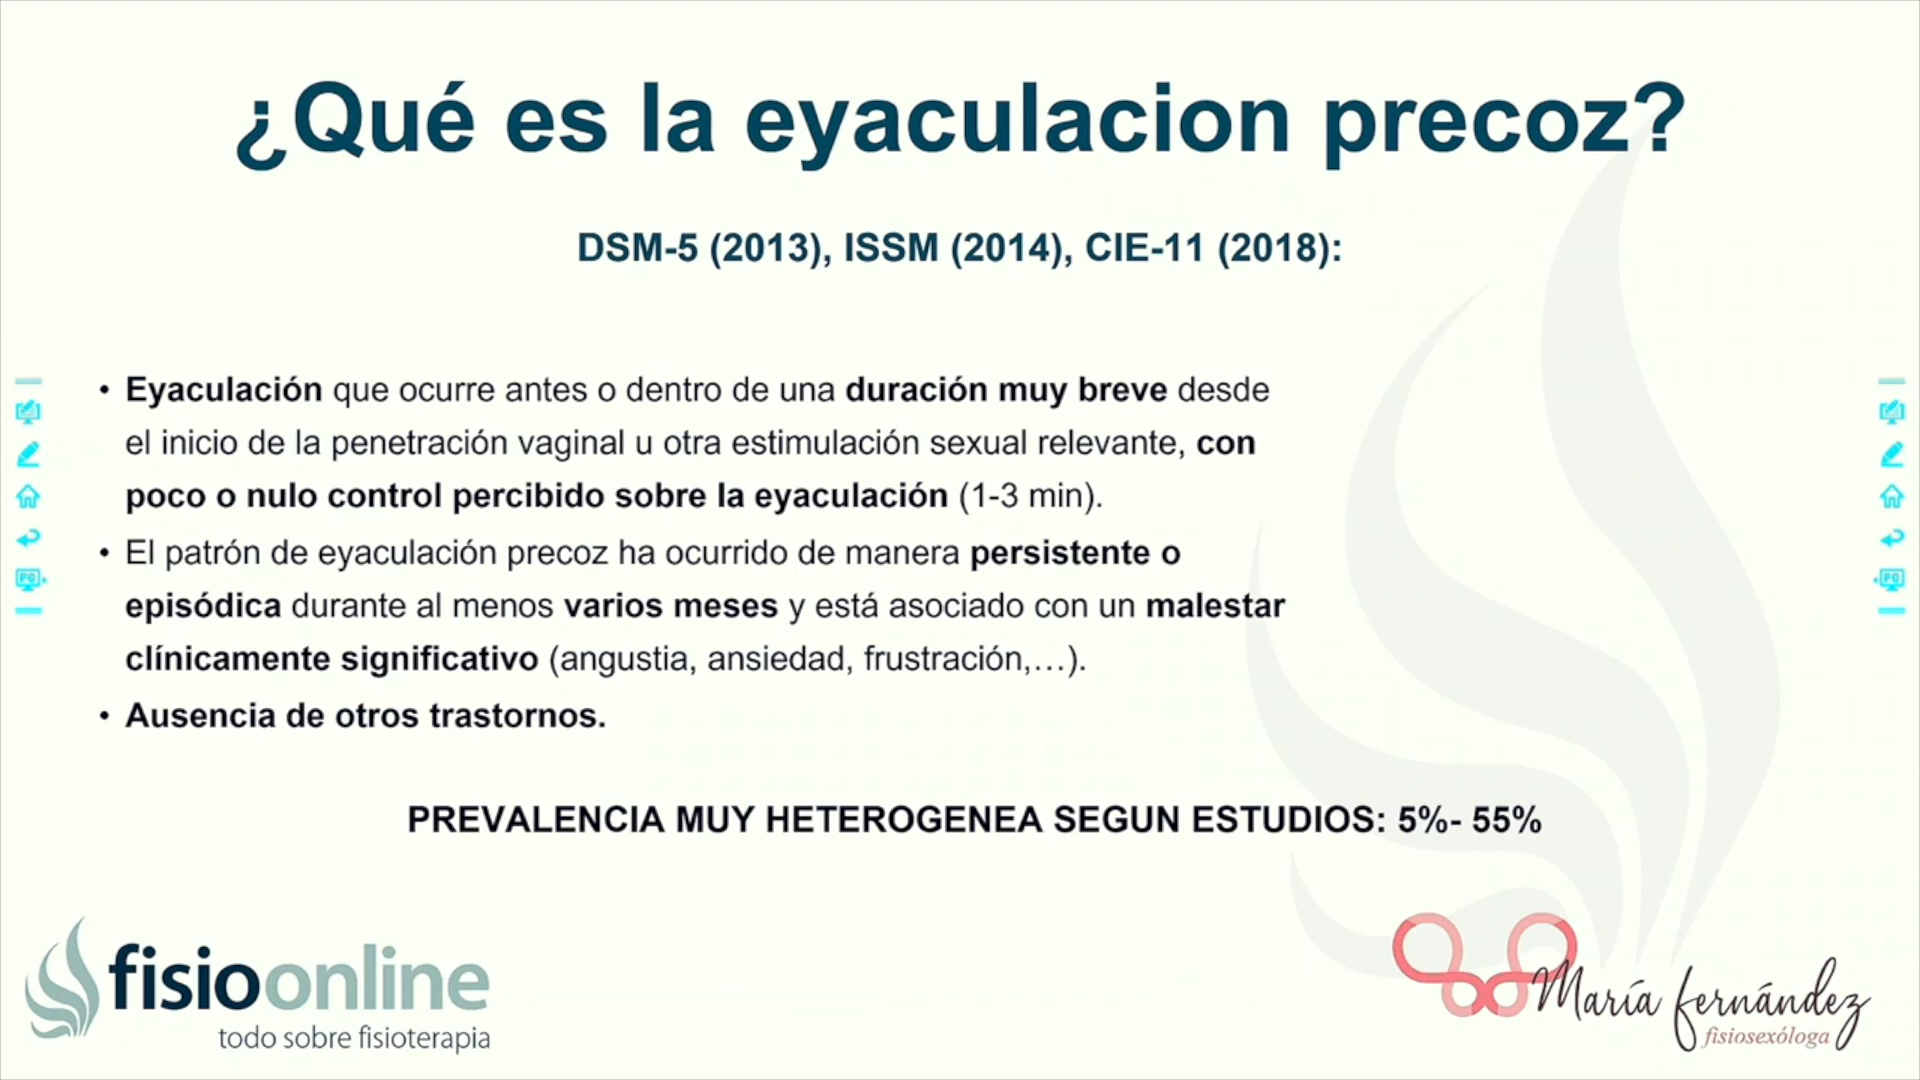 ¿Qué es la eyaculacion precoz?
DSM-5 (2013), ISSM (2014), CIE-11 (2018):
• Eyaculación que ocurre antes o dentro de una duración muy breve desde
el inicio de la penetración vaginal u otra estimulación sexual relevante, con
poco o nulo control percibido sobre la eyaculación (1-3 min).
• El patrón de eyaculación precoz ha ocurrido de manera persistente o
episódica durante al menos varios meses y está asociado con un malestar
clínicamente significativo (angustia, ansiedad, frustración,…).
• Ausencia de otros trastornos.
PREVALENCIA MUY HETEROGENEA SEGUN ESTUDIOS: 5%- 55%
PG
PG
fisioonline
todo sobre fisioterapia
María fernández
fisiosexóloga